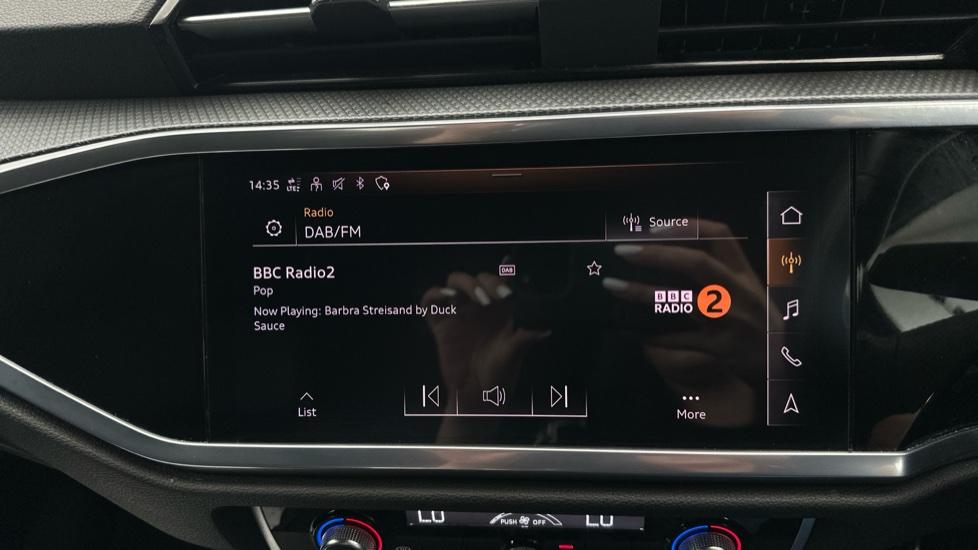 14:35 LTE
Radio
DAB/FM
Source
BBC Radio2
DAB
Pop
Now Playing: Barbra Streisand by Duck
Sauce
BBC
RADIO 2
List
More
LO
PUSH OFF
LO